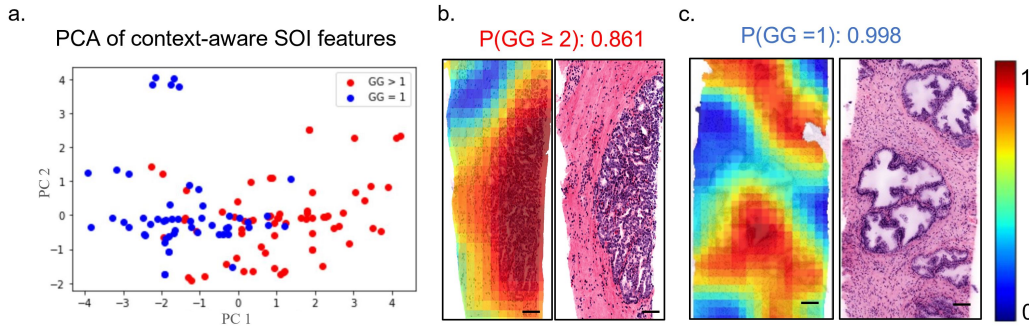 a.
PCA of context-aware SOI features
GG > 1
GG = 1
4
3
2
1
0
−1
−2
PC 2
−4
−3
−2
−1
0
1
2
3
4
PC 1
b.
P(GG ≥ 2): 0.861
c.
P(GG =1): 0.998
1
0